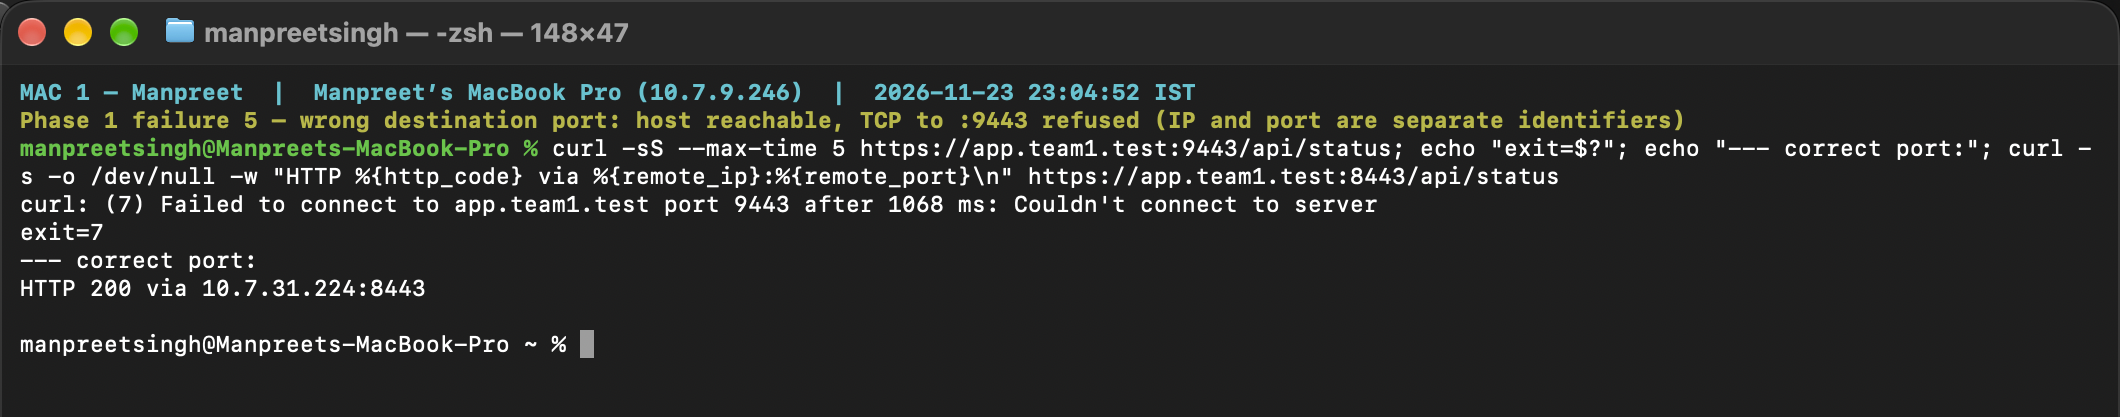 manpreetsingh — -zsh — 148×47
MAC 1 — Manpreet  |  Manpreet’s MacBook Pro (10.7.9.246)  |  2026-11-23 23:04:52 IST
Phase 1 failure 5 — wrong destination port: host reachable, TCP to :9443 refused (IP and port are separate identifiers)
manpreetsingh@Manpreets-MacBook-Pro % curl -sS --max-time 5 https://app.team1.test:9443/api/status; echo "exit=$?"; echo "--- correct port:"; curl -
s -o /dev/null -w "HTTP %{http_code} via %{remote_ip}:%{remote_port}\n" https://app.team1.test:8443/api/status
curl: (7) Failed to connect to app.team1.test port 9443 after 1068 ms: Couldn't connect to server
exit=7
--- correct port:
HTTP 200 via 10.7.31.224:8443
manpreetsingh@Manpreets-MacBook-Pro ~ %